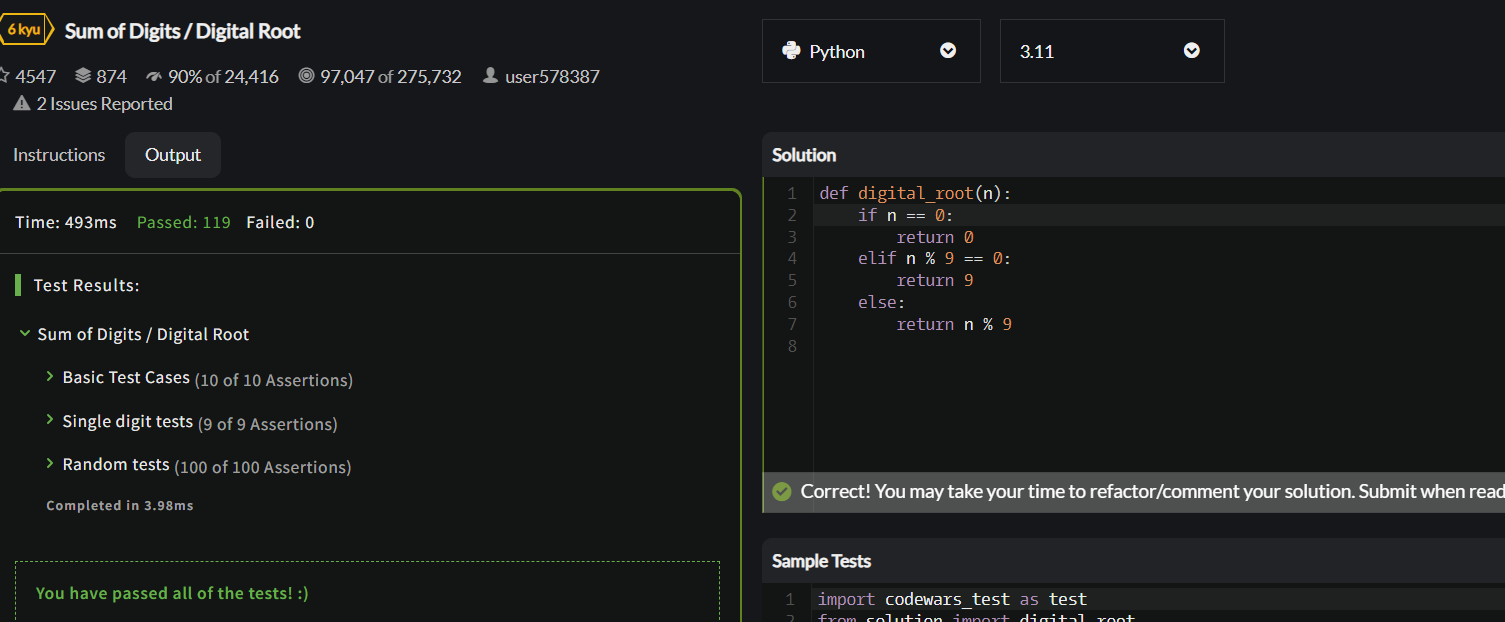 6 kyu Sum of Digits / Digital Root
4547 874 90% of 24,416 97,047 of 275,732 user578387
2 Issues Reported
Instructions Output
Time: 493ms Passed: 119 Failed: 0
Test Results:
Sum of Digits / Digital Root
Basic Test Cases (10 of 10 Assertions)
Single digit tests (9 of 9 Assertions)
Random tests (100 of 100 Assertions)
Completed in 3.98ms
You have passed all of the tests! :)
Python 3.11
Solution
1 def digital_root(n):
2 if n == 0:
3 return 0
4 elif n % 9 == 0:
5 return 9
6 else:
7 return n % 9
8
Correct! You may take your time to refactor/comment your solution. Submit when read
Sample Tests
1 import codewars_test as test
2 from solution import digital_root